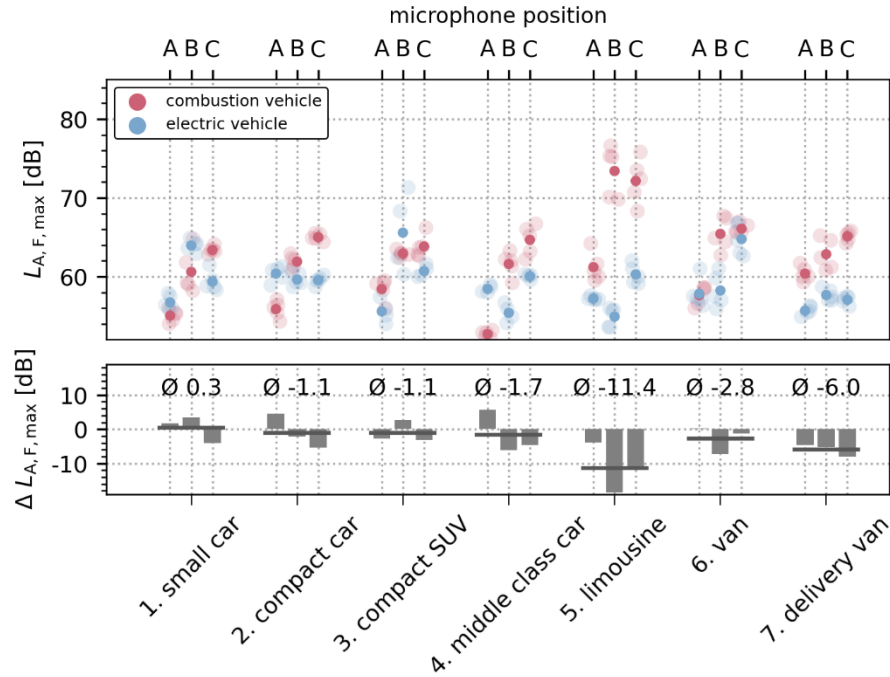 microphone position
A B C A B C A B C A B C A B C A B C A B C
combustion vehicle
electric vehicle
L A, F, max [dB]
80
70
60
Ø 0.3 Ø -1.1 Ø -1.1 Ø -1.7 Ø -11.4 Ø -2.8 Ø -6.0
Δ L A, F, max [dB]
10
0
-10
1. small car
2. compact car
3. compact SUV
4. middle class car
5. limousine
6. van
7. delivery van